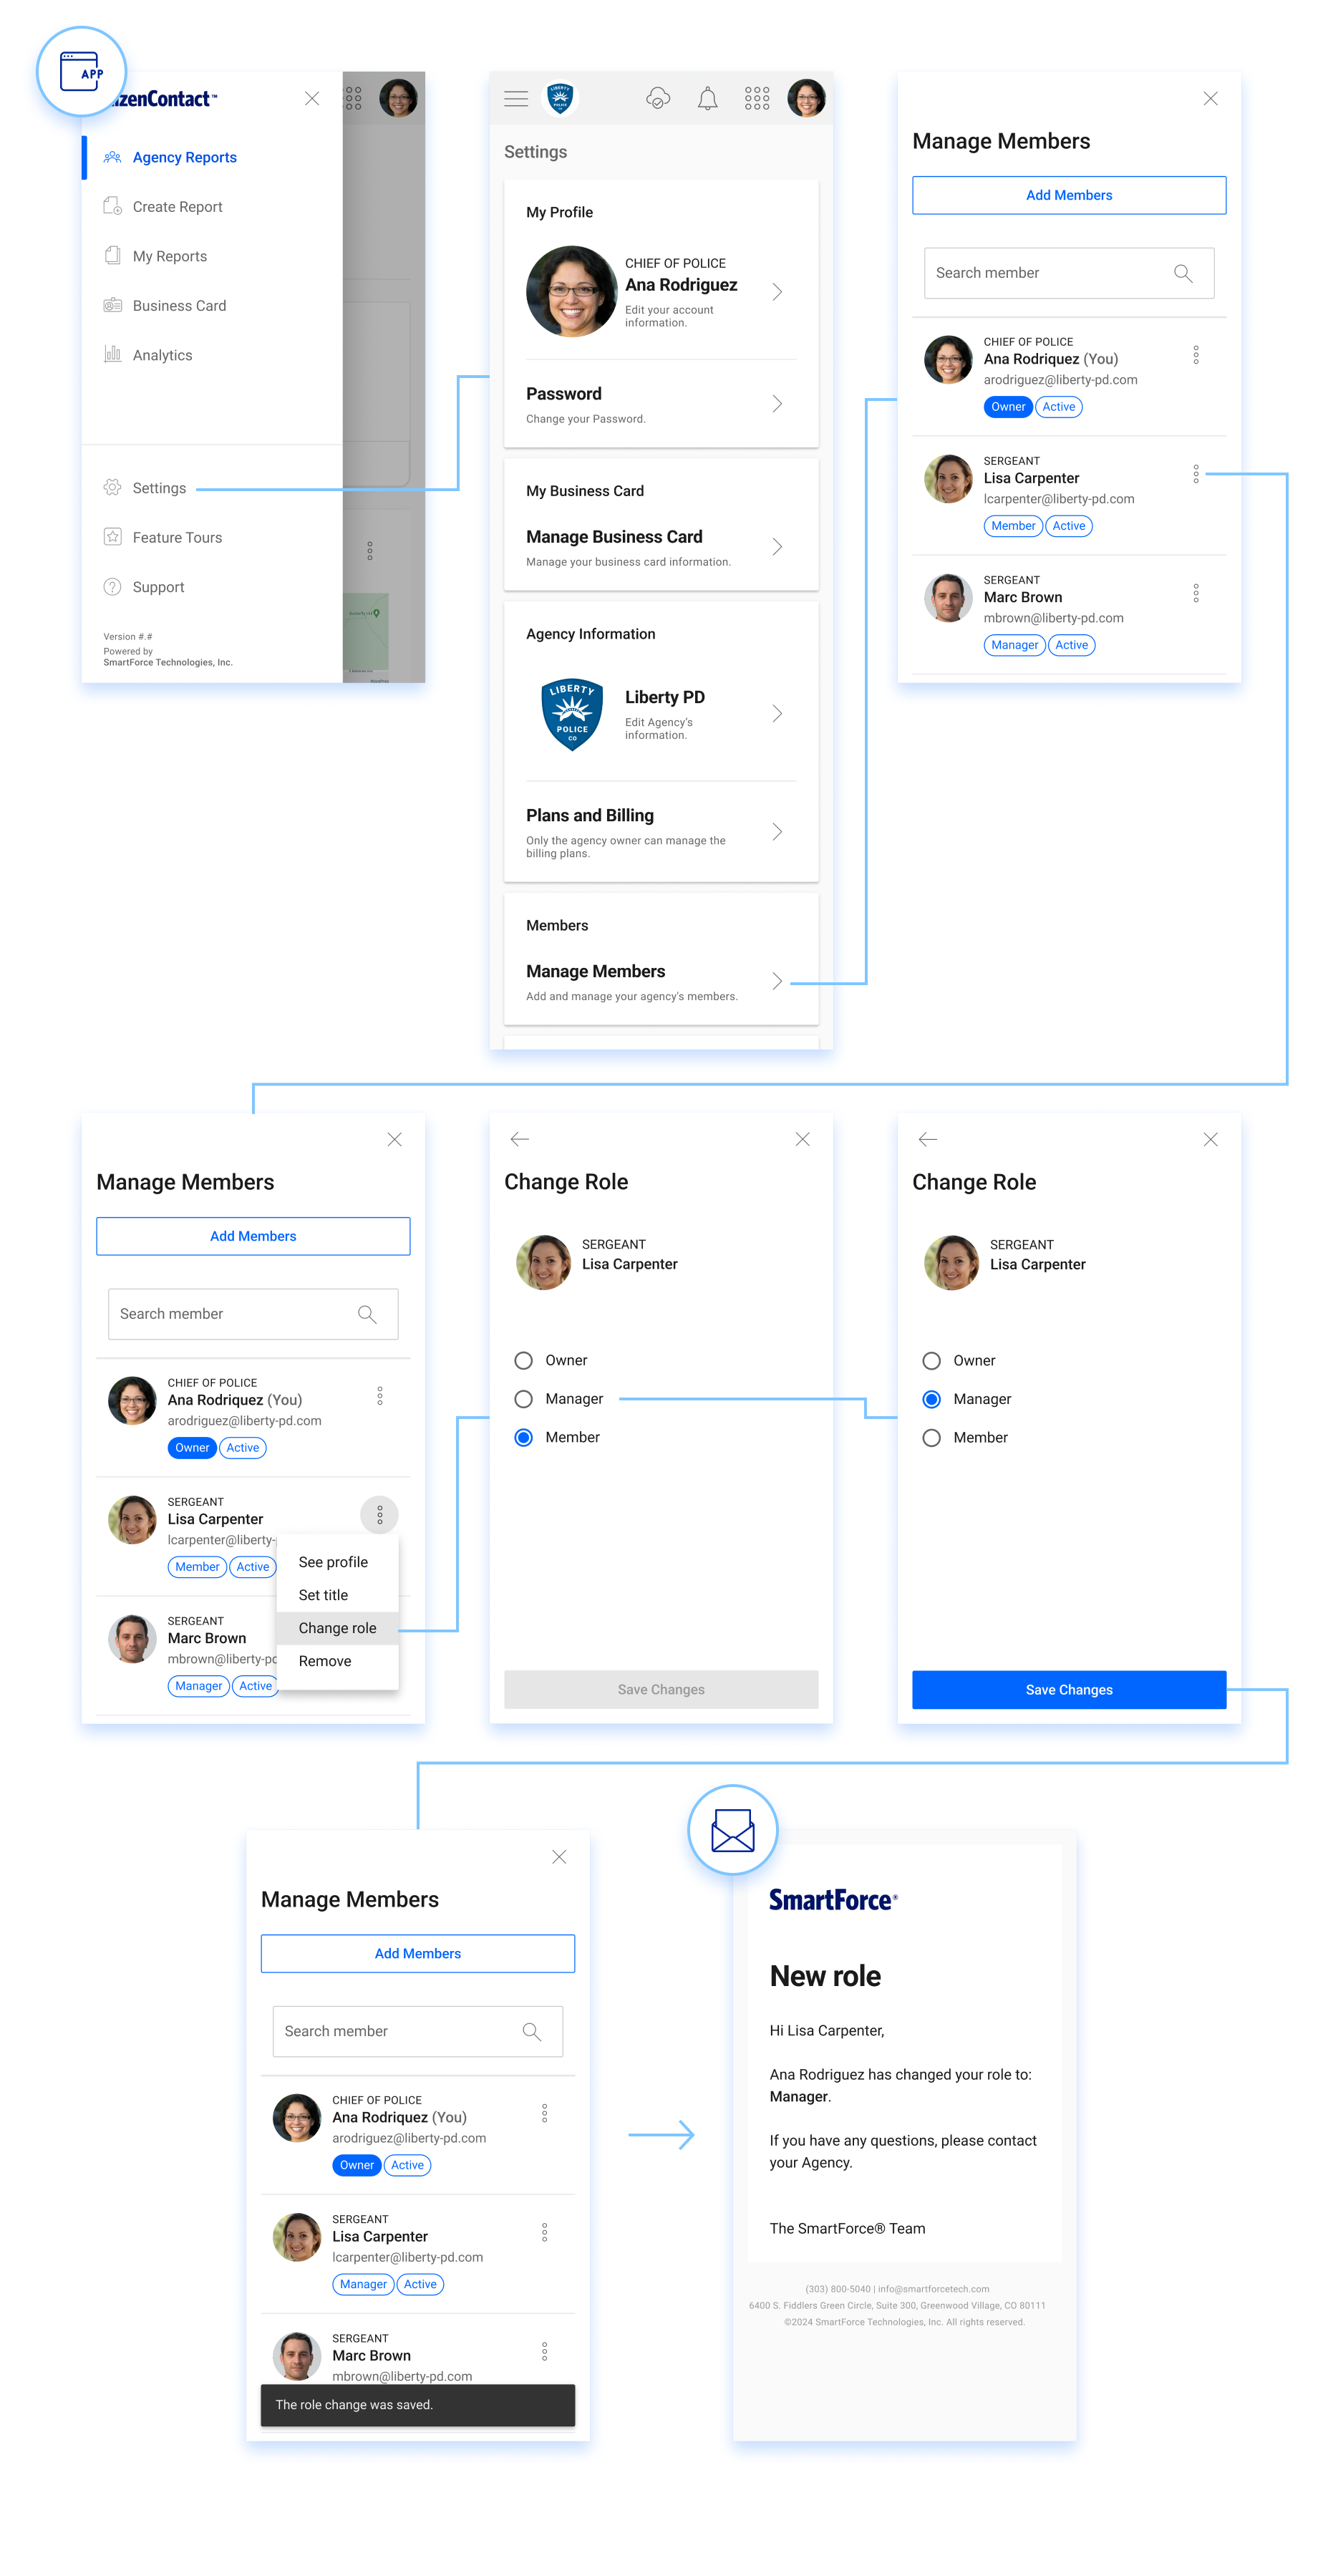 APP
izenContact™
Agency Reports
Create Report
My Reports
Business Card
Analytics
Settings
Feature Tours
Support
Version #.#
Powered by
SmartForce Technologies, Inc.
Settings
My Profile
CHIEF OF POLICE
Ana Rodriguez
Edit your account
information.
Password
Change your Password.
My Business Card
Manage Business Card
Manage your business card information.
Agency Information
LIBERTY
POLICE
CO
Liberty PD
Edit Agency's
information.
Plans and Billing
Only the agency owner can manage the
billing plans.
Members
Manage Members
Add and manage your agency's members.
Manage Members
Add Members
Search member
CHIEF OF POLICE
Ana Rodriquez (You)
arodriguez@liberty-pd.com
Owner Active
SERGEANT
Lisa Carpenter
lcarpenter@liberty-pd.com
Member Active
SERGEANT
Marc Brown
mbrown@liberty-pd.com
Manager Active
Manage Members
Add Members
Search member
CHIEF OF POLICE
Ana Rodriquez (You)
arodriguez@liberty-pd.com
Owner Active
SERGEANT
Lisa Carpenter
lcarpenter@liberty-
Member Active
SERGEANT
Marc Brown
mbrown@liberty-pd
Manager Active
See profile
Set title
Change role
Remove
Change Role
SERGEANT
Lisa Carpenter
Owner
Manager
Member
Save Changes
Change Role
SERGEANT
Lisa Carpenter
Owner
Manager
Member
Save Changes
Manage Members
Add Members
Search member
CHIEF OF POLICE
Ana Rodriquez (You)
arodriguez@liberty-pd.com
Owner Active
SERGEANT
Lisa Carpenter
lcarpenter@liberty-pd.com
Manager Active
SERGEANT
Marc Brown
mbrown@liberty-pd.com
The role change was saved.
SmartForce®
New role
Hi Lisa Carpenter,
Ana Rodriguez has changed your role to:
Manager.
If you have any questions, please contact
your Agency.
The SmartForce® Team
(303) 800-5040 | info@smartforcetech.com
6400 S. Fiddlers Green Circle, Suite 300, Greenwood Village, CO 80111
©2024 SmartForce Technologies, Inc. All rights reserved.